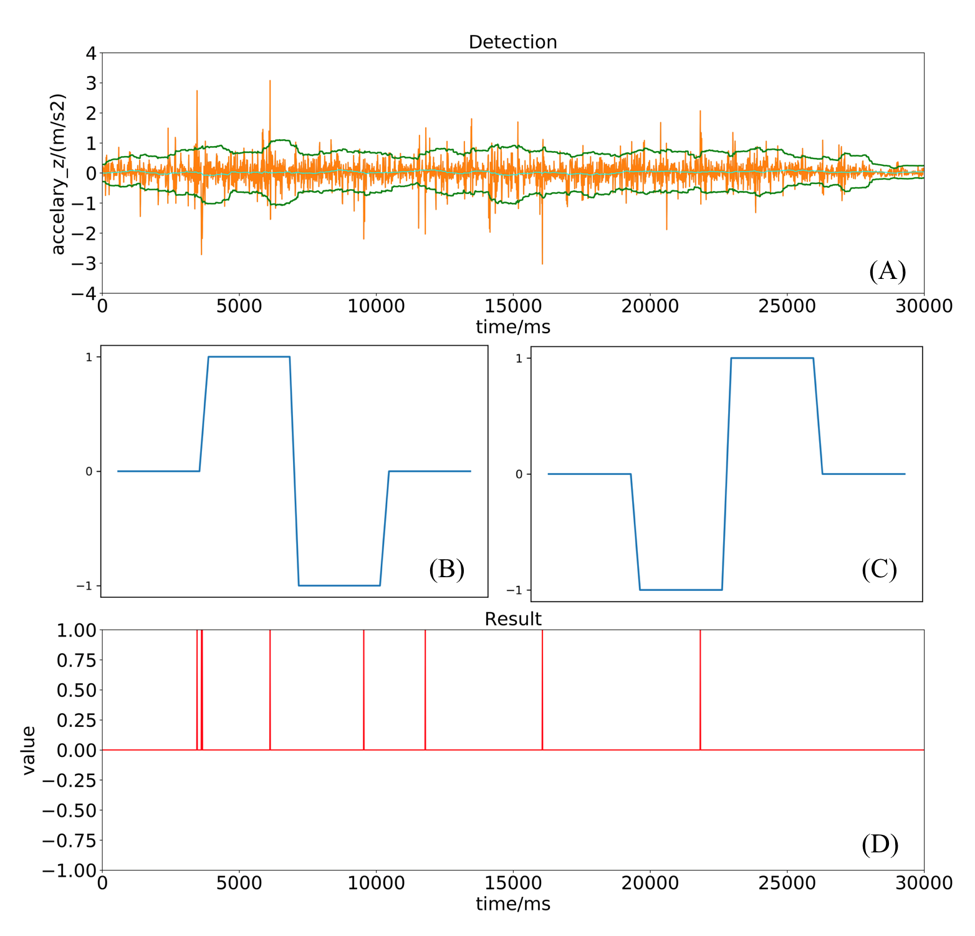 Detection
4
3
2
1
0
−1
−2
−3
−4
accelary_z/(m/s2)
(A)
0 5000 10000 15000 20000 25000 30000
time/ms
1
0
−1
(B)
1
0
−1
(C)
Result
1.00
0.75
0.50
0.25
0.00
−0.25
−0.50
−0.75
−1.00
value
(D)
0 5000 10000 15000 20000 25000 30000
time/ms